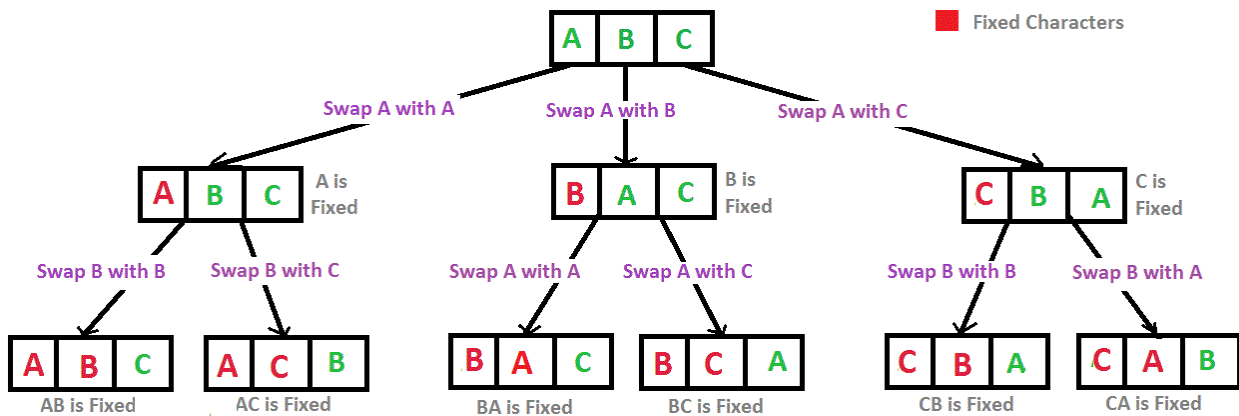 A B C
Fixed Characters
Swap A with A
Swap A with B
Swap A with C
A B C
A is
Fixed
B A C
B is
Fixed
C B A
C is
Fixed
Swap B with B
Swap B with C
Swap A with A
Swap A with C
Swap B with B
Swap B with A
A B C
A C B
B A C
B C A
C B A
C A B
AB is Fixed
AC is Fixed
BA is Fixed
BC is Fixed
CB is Fixed
CA is Fixed